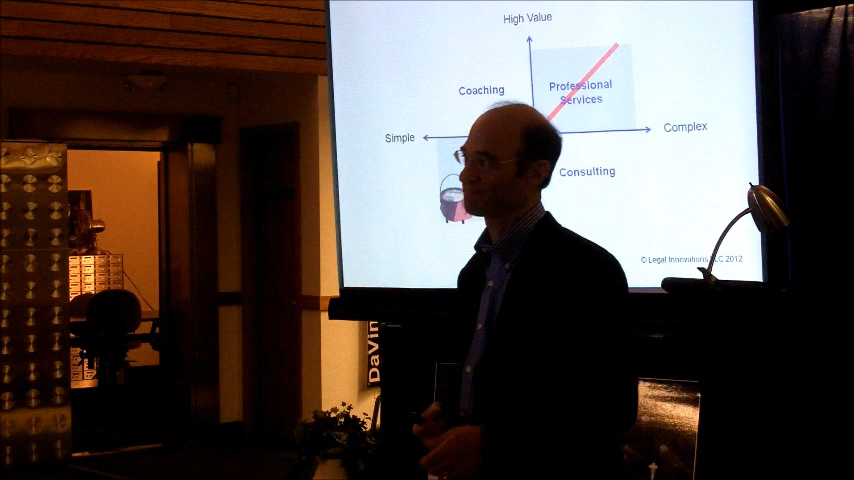 High Value
Coaching
Professional
Services
Simple
Complex
Consulting
© Legal Innovations LLC 2012
DaVin